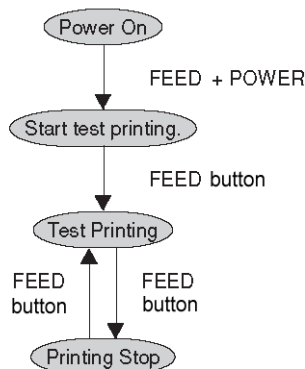 Power On
FEED + POWER
Start test printing.
FEED button
Test Printing
FEED
button
FEED
button
Printing Stop